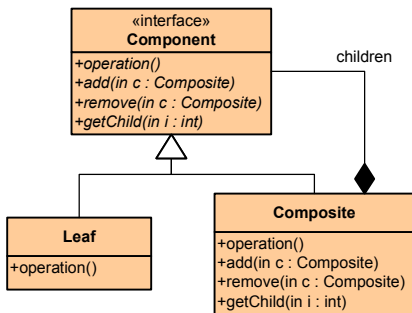 «interface»
Component
+operation()
+add(in c : Composite)
+remove(in c : Composite)
+getChild(in i : int)
children
Leaf
+operation()
Composite
+operation()
+add(in c : Composite)
+remove(in c : Composite)
+getChild(in i : int)